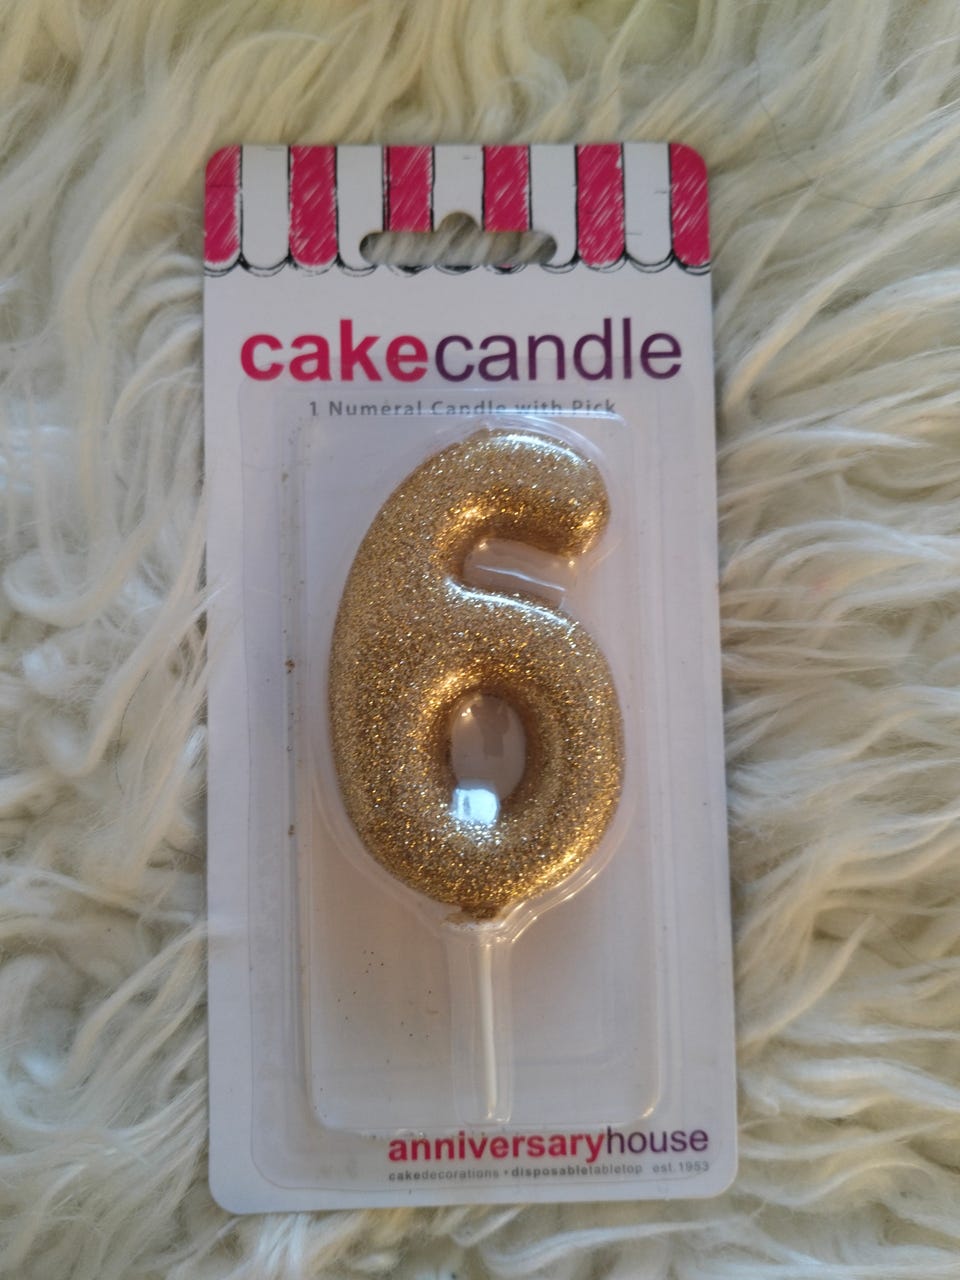 cakecandle
1 Numeral Candle with Pick
6
anniversaryhouse
cakedecorations • disposabletabletop est.1953